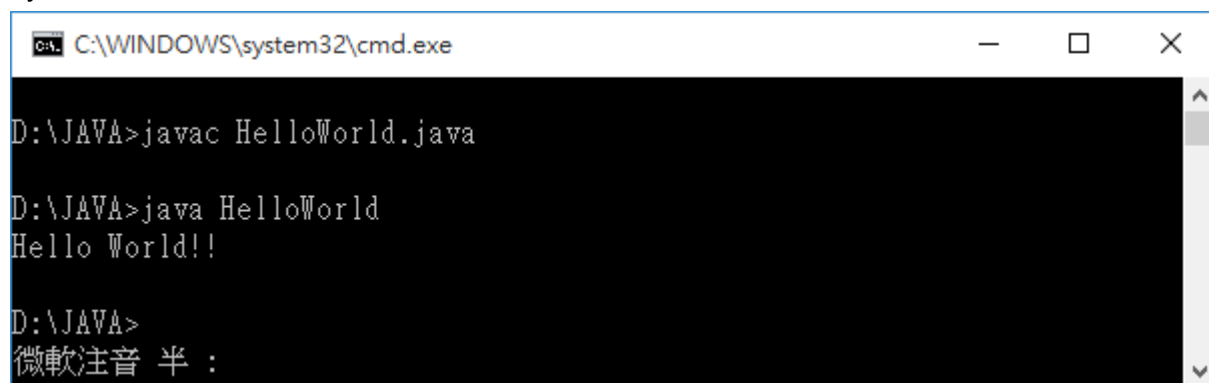 C:\WINDOWS\system32\cmd.exe
D:\JAVA>javac HelloWorld.java
D:\JAVA>java HelloWorld
Hello World!!
D:\JAVA>
微軟注音 半 :